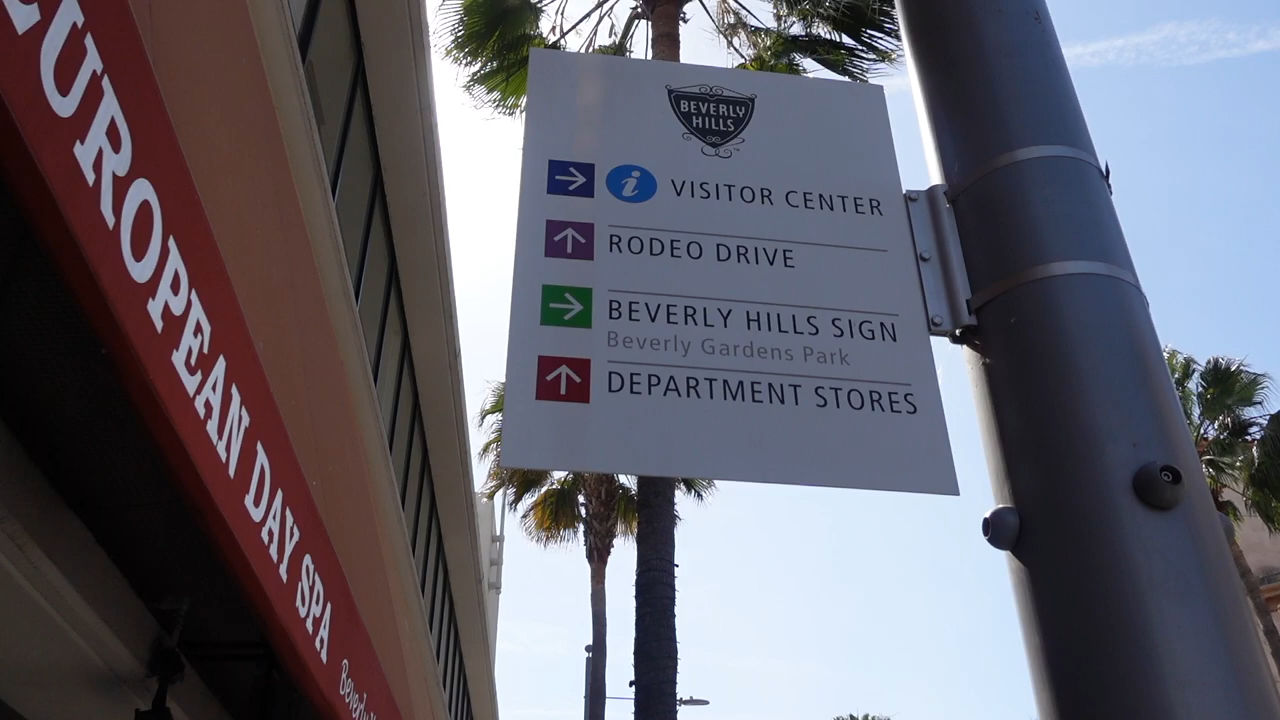 EUROPEAN DAY SPA
BEVERLY
HILLS
i VISITOR CENTER
RODEO DRIVE
BEVERLY HILLS SIGN
Beverly Gardens Park
DEPARTMENT STORES